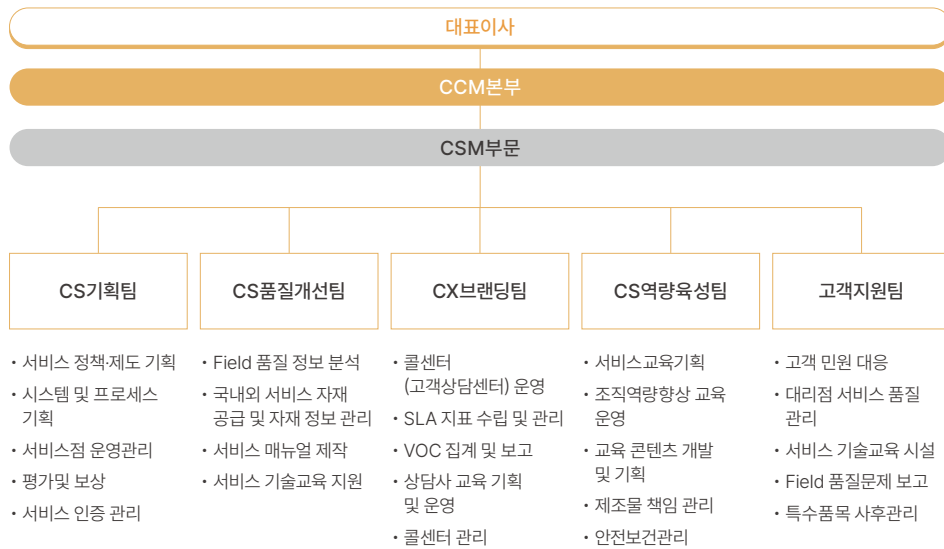 대표이사
CCM본부
CSM부문
CS기획팀
• 서비스 정책·제도 기획
• 시스템 및 프로세스
기획
• 서비스점 운영관리
• 평가및 보상
• 서비스 인증 관리
CS품질개선팀
• Field 품질 정보 분석
• 국내외 서비스 자재
공급 및 자재 정보 관리
• 서비스 매뉴얼 제작
• 서비스 기술교육 지원
CX브랜딩팀
• 콜센터
(고객상담센터) 운영
• SLA 지표 수립 및 관리
• VOC 집계 및 보고
• 상담사 교육 기획
및 운영
• 콜센터 관리
CS역량육성팀
• 서비스교육기획
• 조직역량향상 교육
운영
• 교육 콘텐츠 개발
및 기획
• 제조물 책임 관리
• 안전보건관리
고객지원팀
• 고객 민원 대응
• 대리점 서비스 품질
관리
• 서비스 기술교육 시설
• Field 품질문제 보고
• 특수품목 사후관리